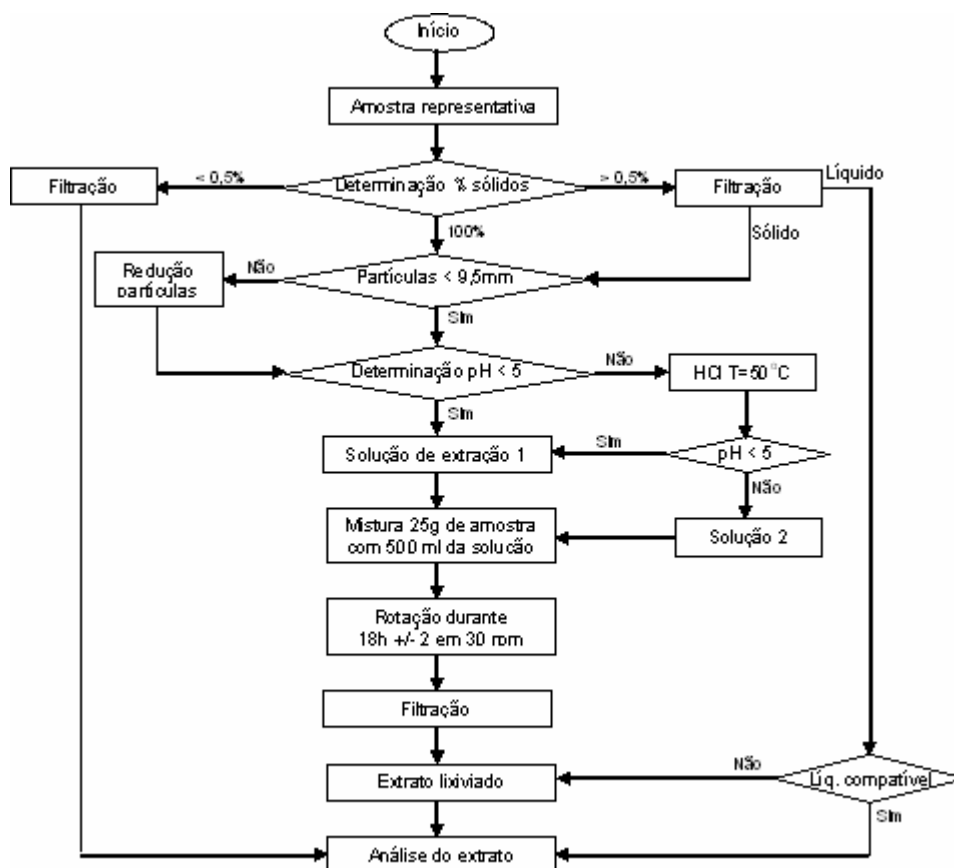 Início
Amostra representativa
Filtração
< 0,5%
Determinação % sólidos
> 0,5%
Filtração
Líquido
100%
Sólido
Redução
partículas
Não
Partículas < 9,5mm
Sim
Determinação pH < 5
Não
HCl T=50°C
Sim
Solução de extração 1
Sim
pH < 5
Não
Mistura 25g de amostra
com 500 ml da solução
Solução 2
Rotação durante
18h +/- 2 em 30 rpm
Filtração
Extrato lixiviado
Não
Líq. compatível
Sim
Análise do extrato